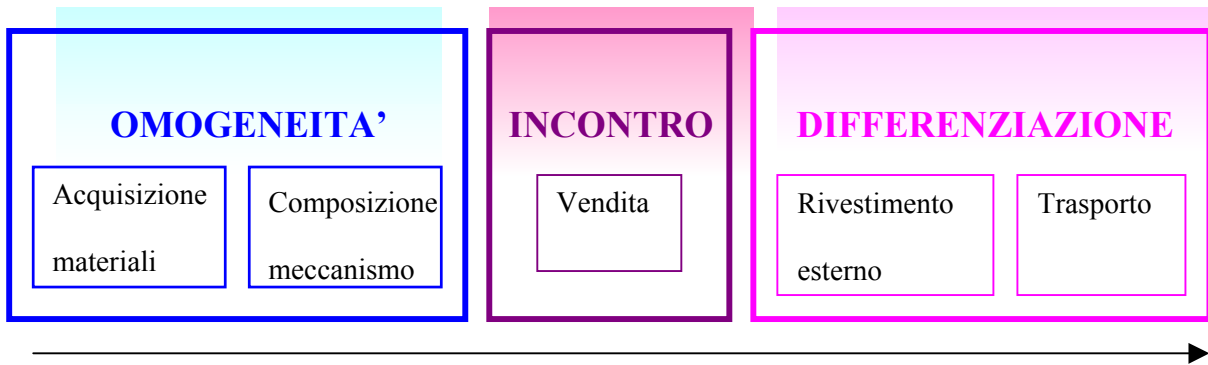 OMOGENEITA’
Acquisizione
materiali
Composizione
meccanismo
INCONTRO
Vendita
DIFFERENZIAZIONE
Rivestimento
esterno
Trasporto